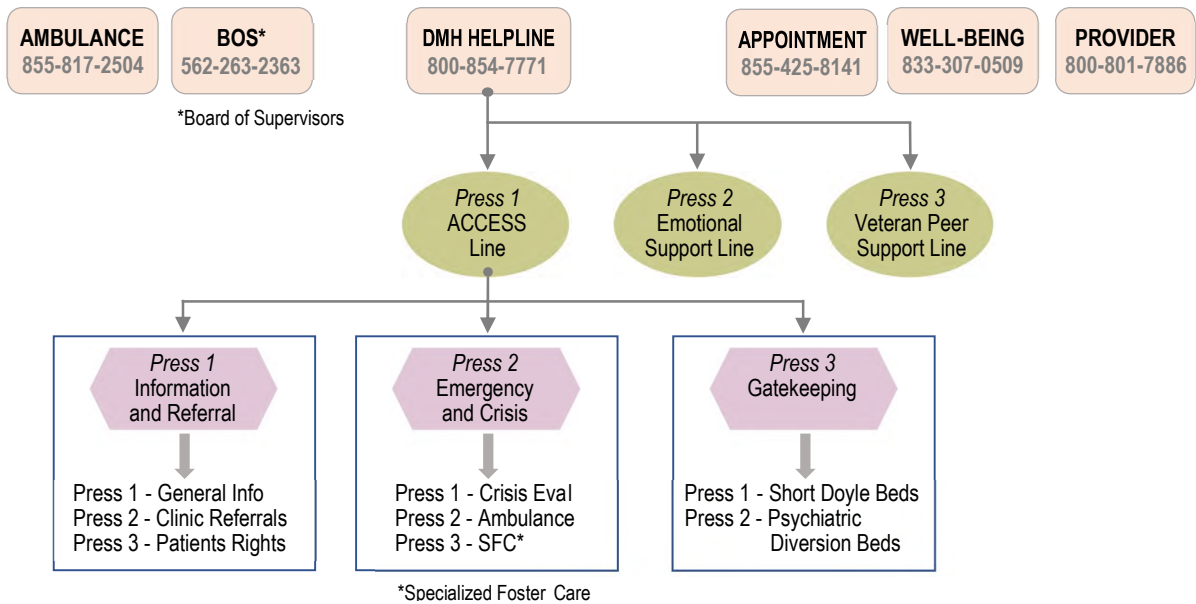 AMBULANCE
855-817-2504
BOS*
562-263-2363
DMH HELPLINE
800-854-7771
APPOINTMENT
855-425-8141
WELL-BEING
833-307-0509
PROVIDER
800-801-7886
*Board of Supervisors
Press 1
ACCESS
Line
Press 2
Emotional
Support Line
Press 3
Veteran Peer
Support Line
Press 1
Information
and Referral
Press 2
Emergency
and Crisis
Press 3
Gatekeeping
Press 1 - General Info
Press 2 - Clinic Referrals
Press 3 - Patients Rights
Press 1 - Crisis Eval
Press 2 - Ambulance
Press 3 - SFC*
Press 1 - Short Doyle Beds
Press 2 - Psychiatric
Diversion Beds
*Specialized Foster Care